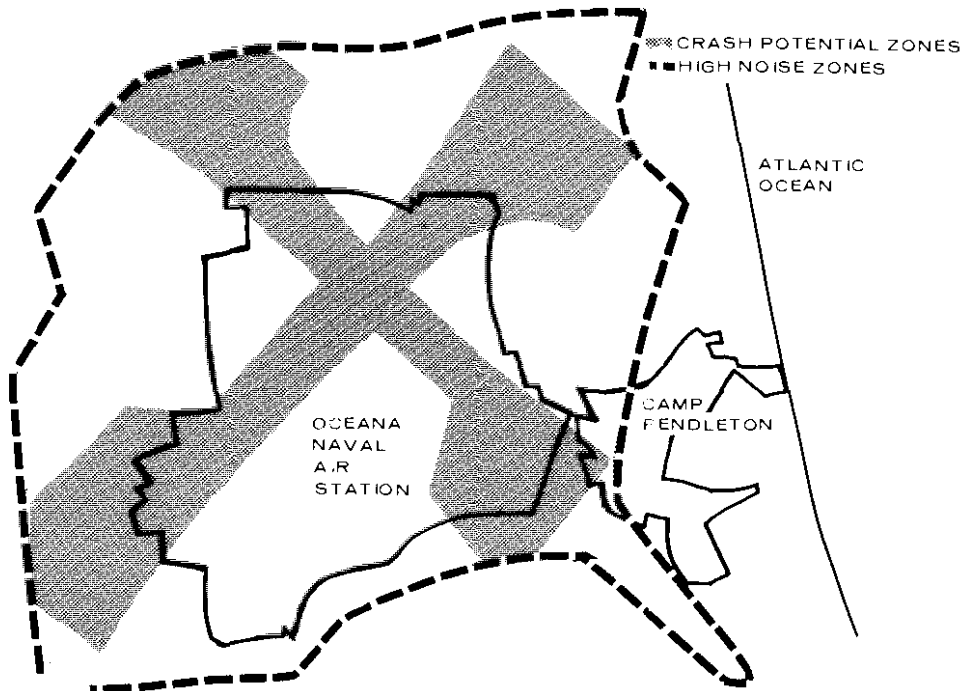 CRASH POTENTIAL ZONES
HIGH NOISE ZONES
ATLANTIC
OCEAN
CAMP
PENDLETON
OCEANA
NAVAL
AIR
STATION